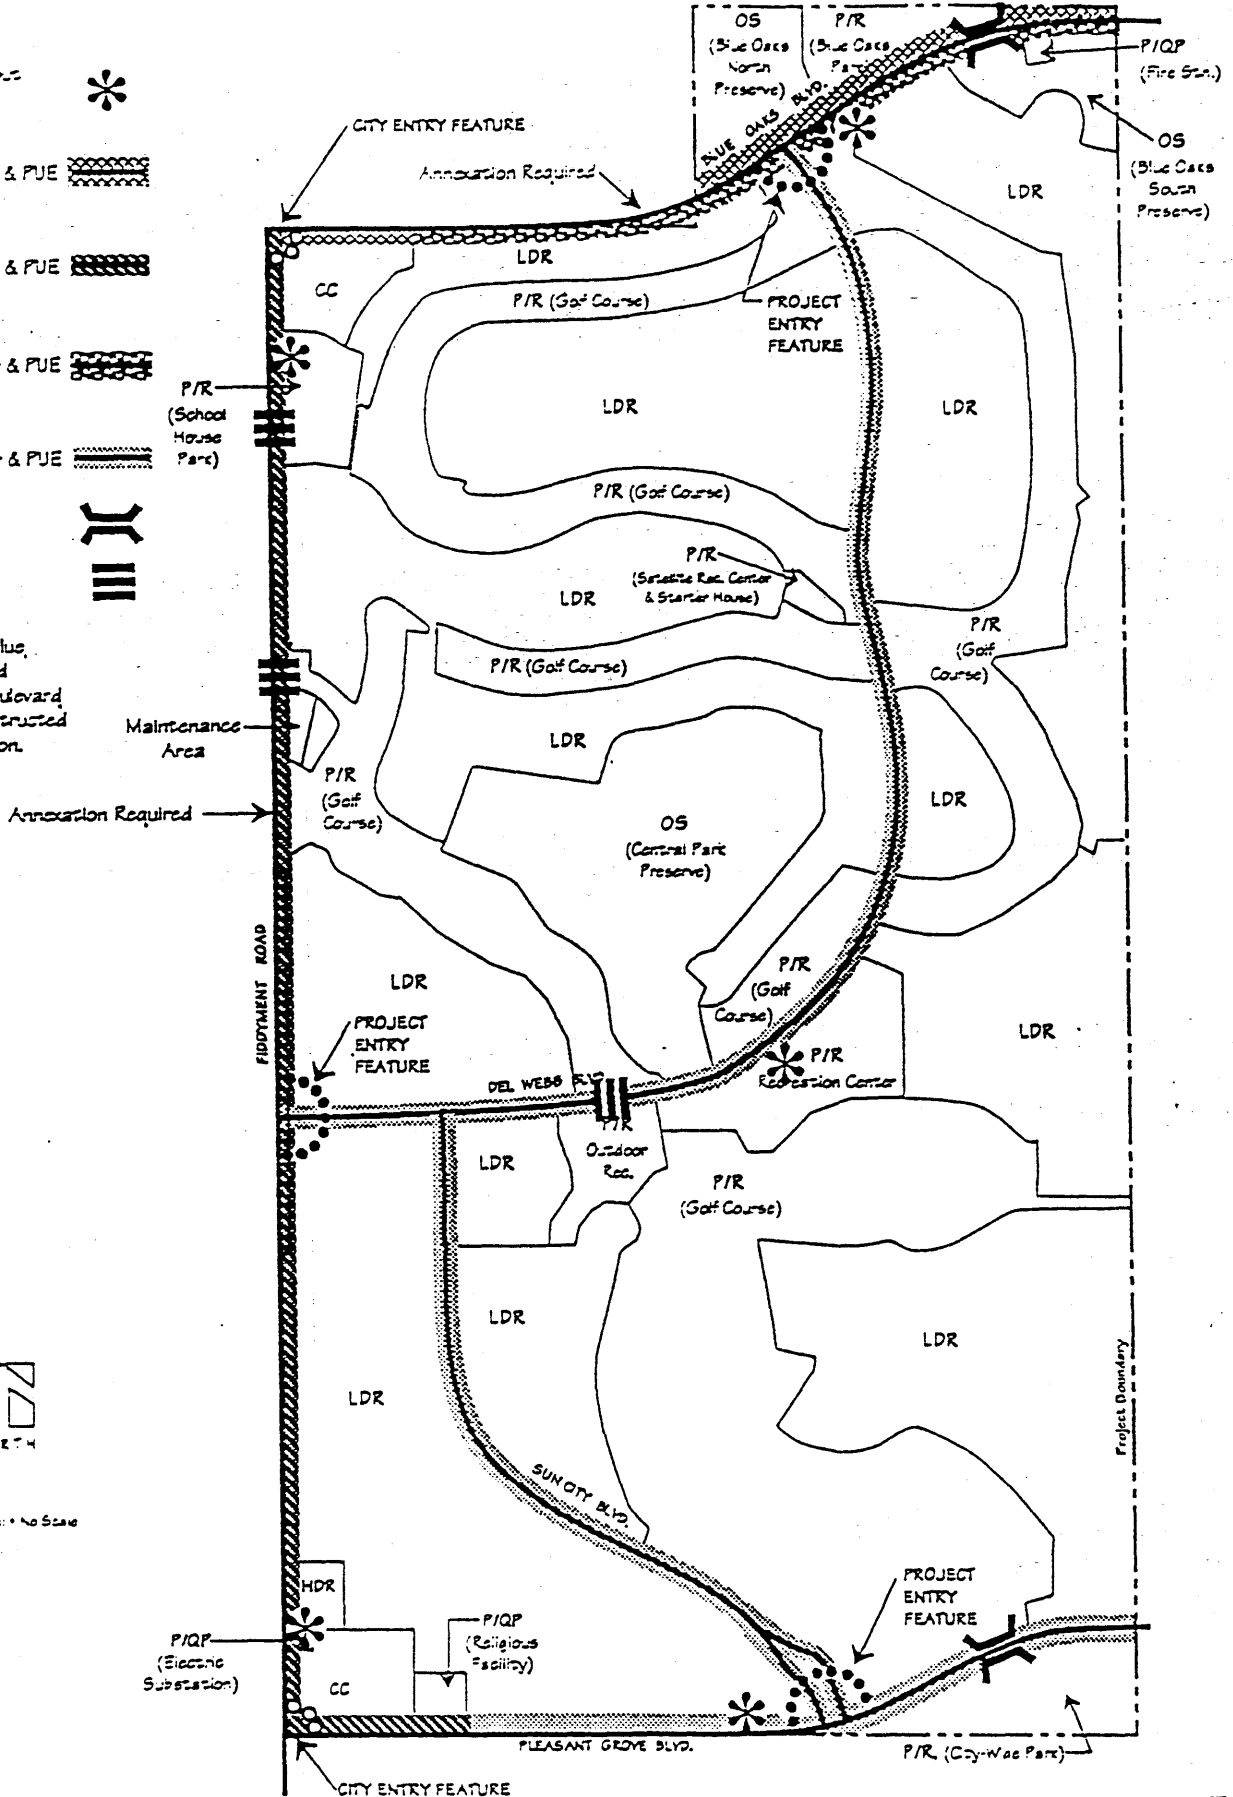 OS
(Blue Oaks
North
Preserve)
P/R
(Blue Oaks
Park)
P/QP
(Fire Stn.)
BLUE OAKS BLVD.
CITY ENTRY FEATURE
Annexation Required
OS
(Blue Oaks
South
Preserve)
LDR
& PUE
LDR
& PUE
CC
P/R (Golf Course)
PROJECT
ENTRY
FEATURE
& PUE
P/R
(School
House
Park)
LDR
LDR
& PUE
P/R (Golf Course)
P/R
(Satellite Rec. Center
& Starter House)
LDR
P/R
(Golf
Course)
P/R (Golf Course)
Maintenance
Area
LDR
P/R
(Golf
Course)
LDR
Annexation Required
OS
(Central Park
Preserve)
FIDDYMENT ROAD
LDR
P/R
(Golf
Course)
PROJECT
ENTRY
FEATURE
LDR
P/R
Recreation Center
DEL WEBB BLVD
P/R
Outdoor
Rec.
LDR
P/R
(Golf Course)
LDR
LDR
LDR
Project Boundary
SUN CITY BLVD.
No Scale
HDR
PROJECT
ENTRY
FEATURE
P/QP
(Electric
Substation)
P/QP
(Religious
Facility)
CC
PLEASANT GROVE BLVD.
P/R (City-Wide Park)
CITY ENTRY FEATURE